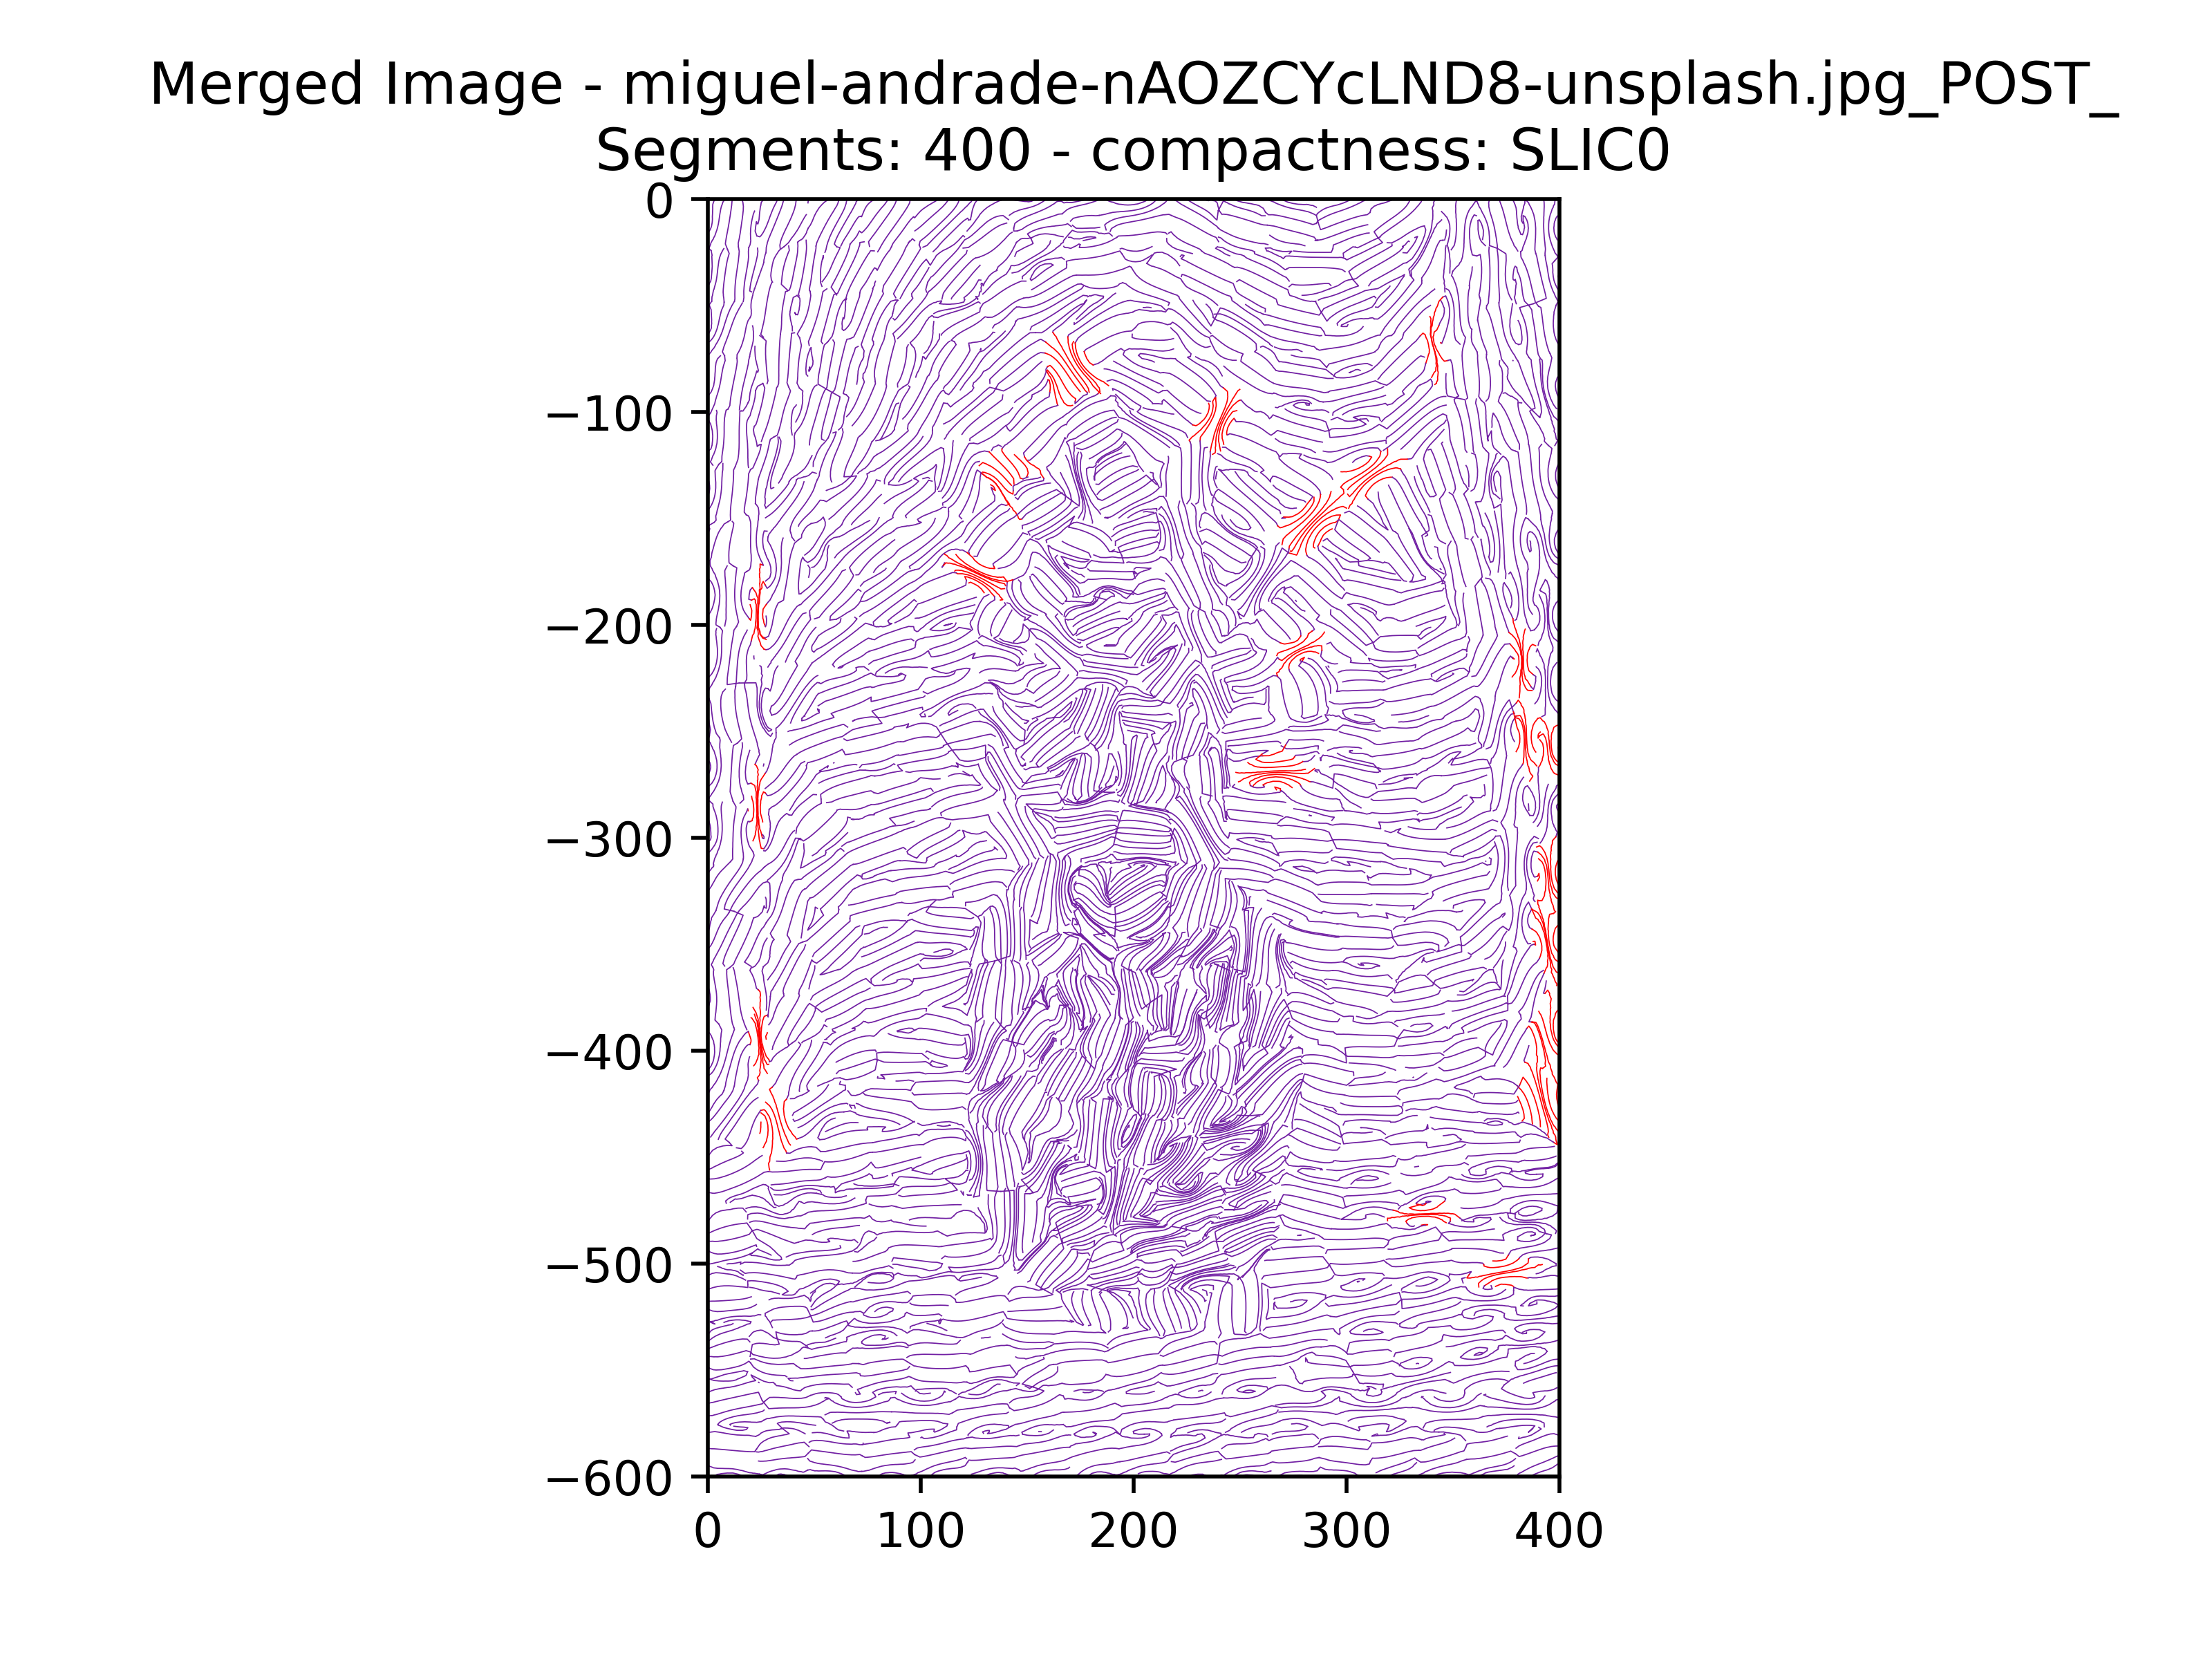 Merged Image - miguel-andrade-nAOZCYcLND8-unsplash.jpg_POST_
Segments: 400 - compactness: SLIC0
0
−100
−200
−300
−400
−500
−600
0 100 200 300 400